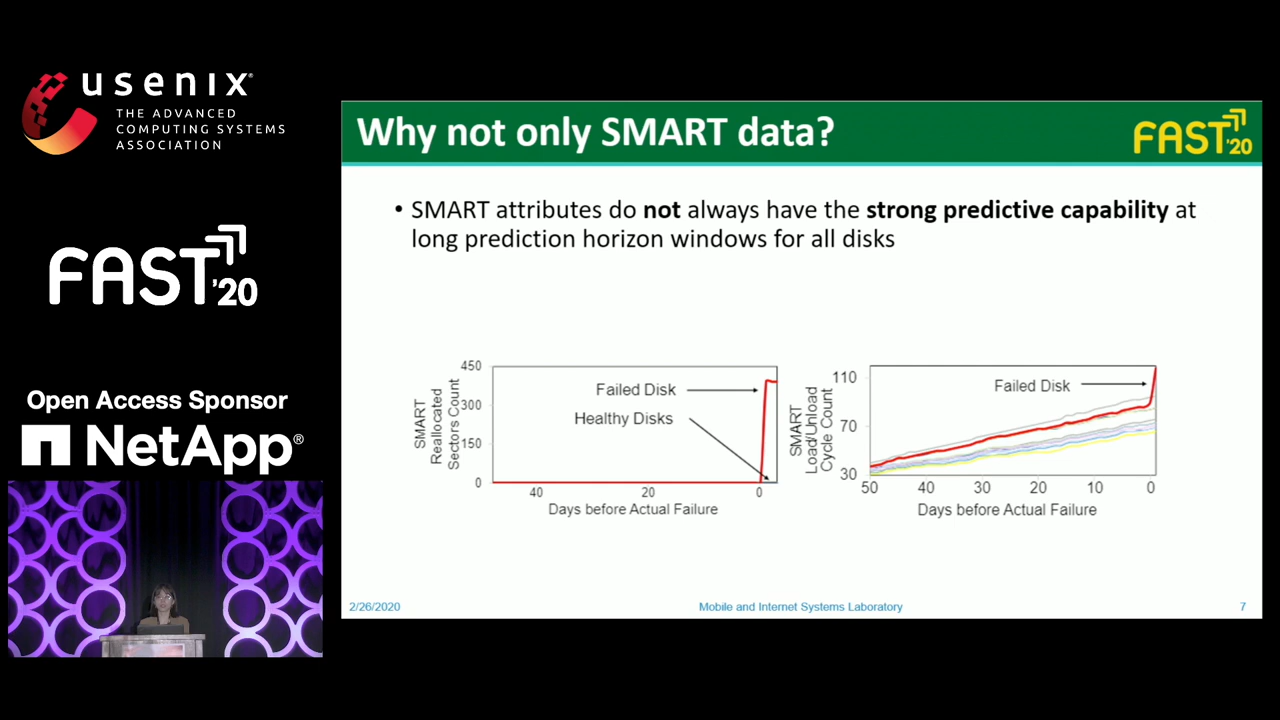 usenix®
THE ADVANCED
COMPUTING SYSTEMS
ASSOCIATION
FAST'20
Open Access Sponsor
NetApp®
Why not only SMART data?
FAST'20
• SMART attributes do not always have the strong predictive capability at
long prediction horizon windows for all disks
SMART
Reallocated
Sectors Count
450
300
150
0
Failed Disk
Healthy Disks
40
20
0
Days before Actual Failure
SMART
Load/Unload
Cycle Count
110
70
30
Failed Disk
50
40
30
20
10
0
Days before Actual Failure
2/26/2020
Mobile and Internet Systems Laboratory
7